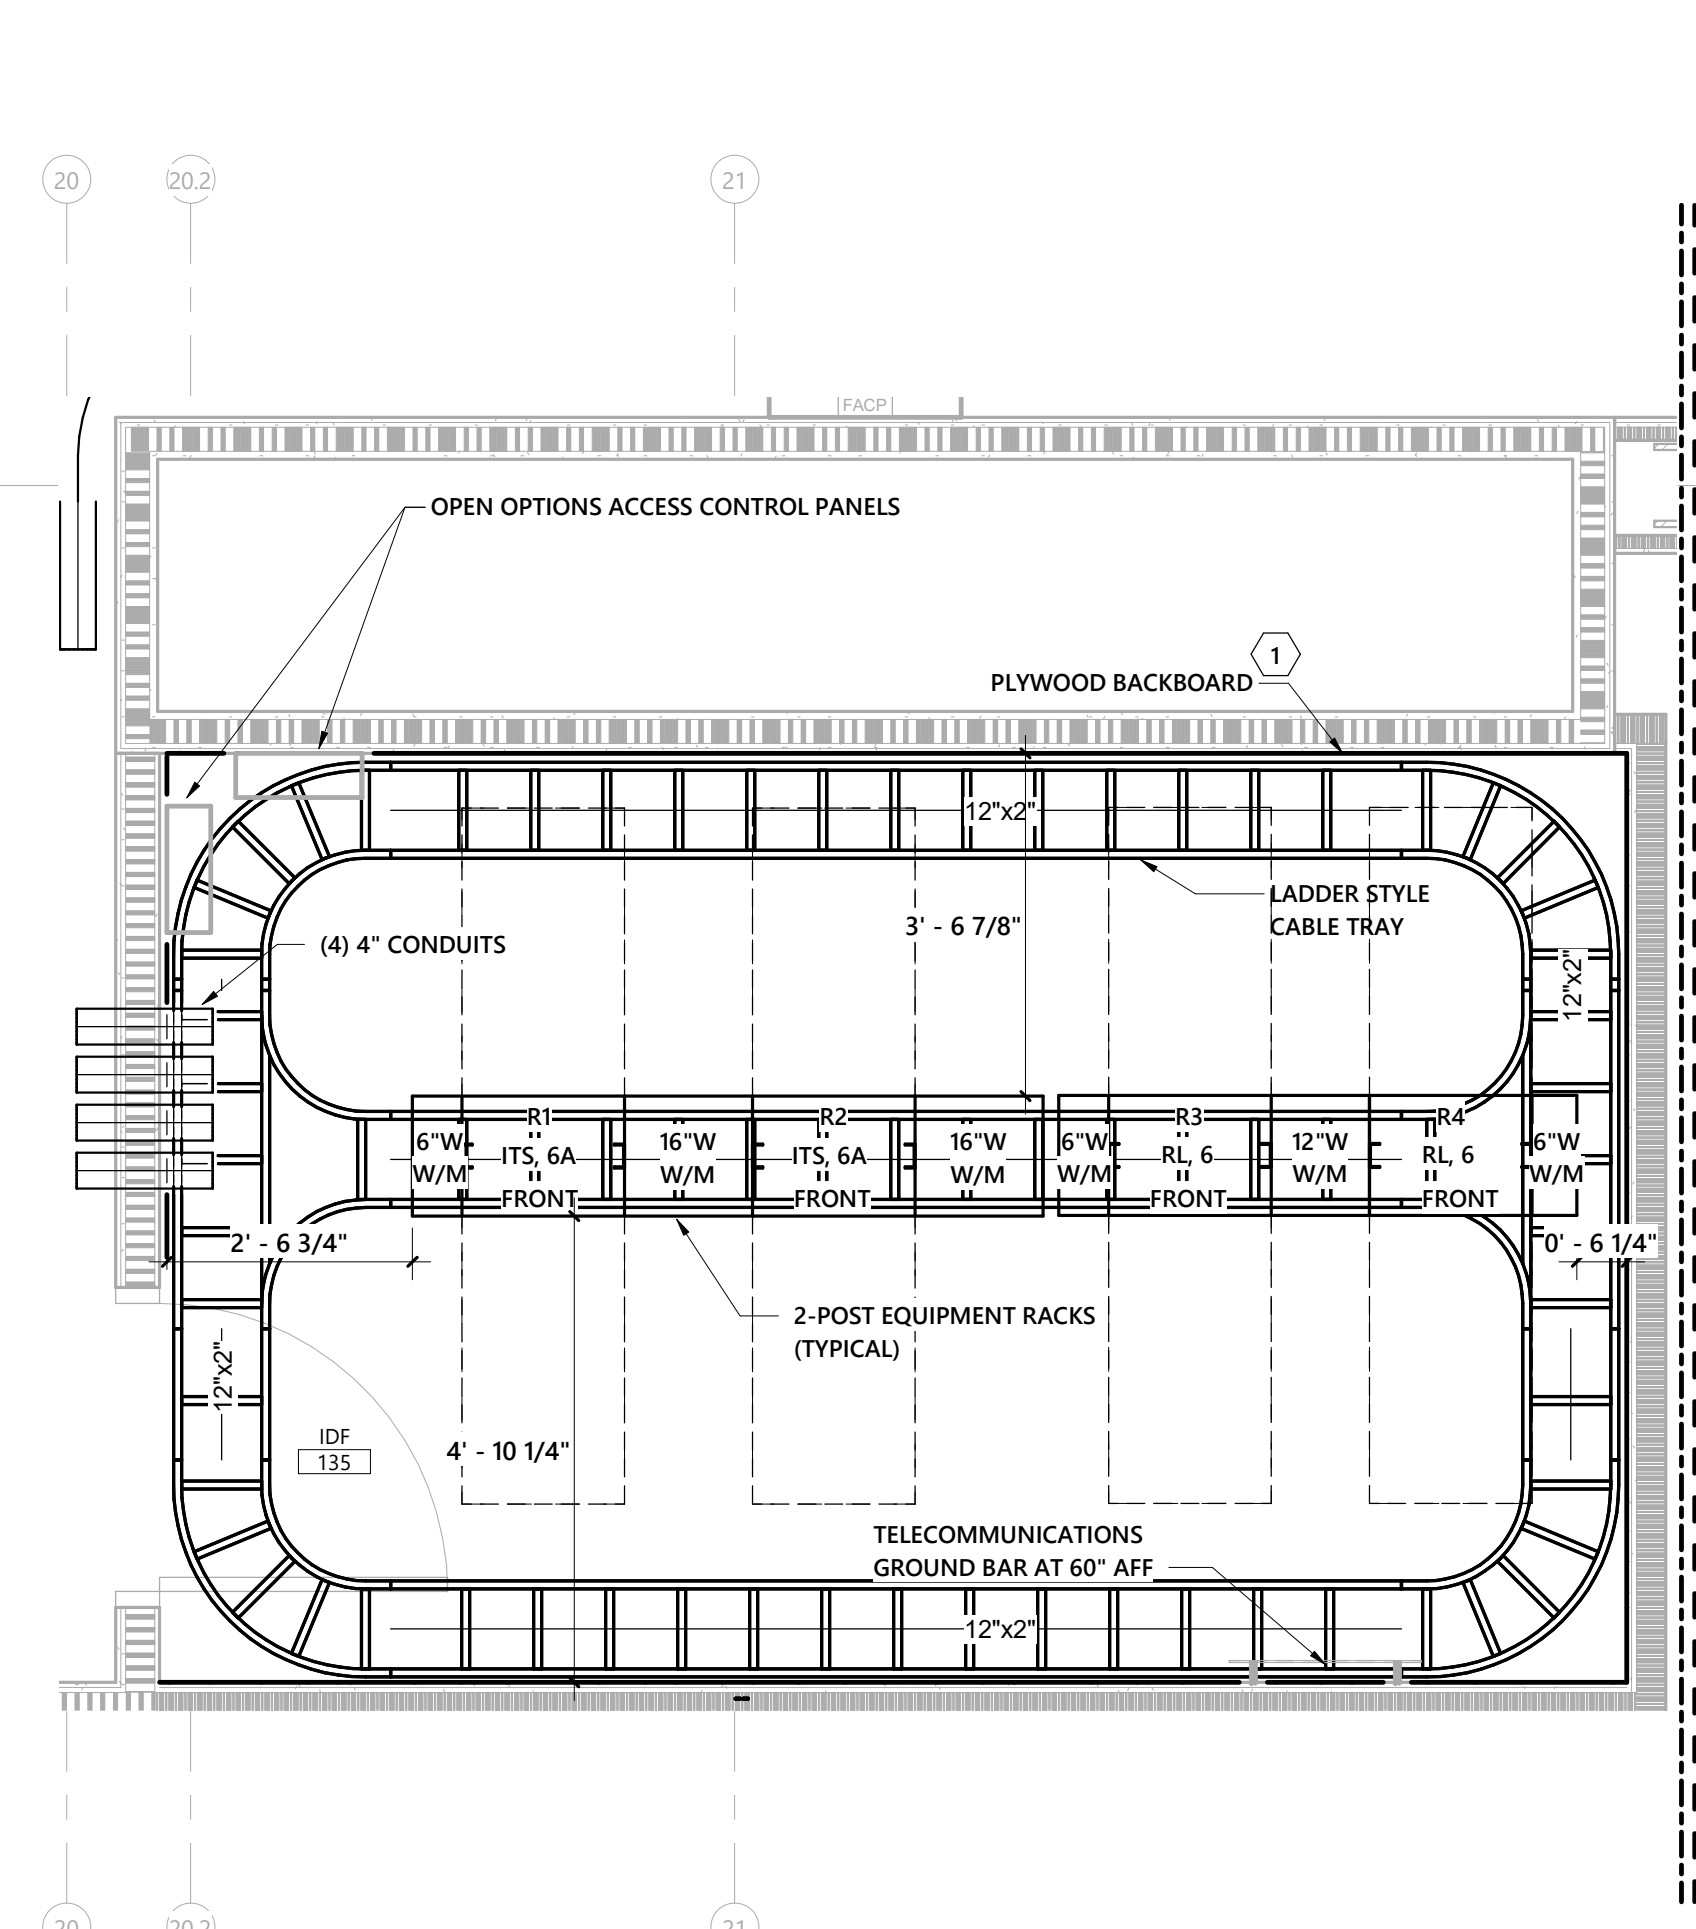 20
20.2
21
FACP
OPEN OPTIONS ACCESS CONTROL PANELS
1
PLYWOOD BACKBOARD
12"x2"
LADDER STYLE
CABLE TRAY
3' - 6 7/8"
(4) 4" CONDUITS
12"x2"
R1
R2
R3
R4
6"W
W/M
ITS, 6A
FRONT
16"W
W/M
ITS, 6A
FRONT
16"W
W/M
6"W
W/M
RL, 6
FRONT
12"W
W/M
RL, 6
FRONT
6"W
W/M
2' - 6 3/4"
0' - 6 1/4"
2-POST EQUIPMENT RACKS
(TYPICAL)
12"x2"
IDF
135
4' - 10 1/4"
TELECOMMUNICATIONS
GROUND BAR AT 60" AFF
12"x2"
20
20.2
21